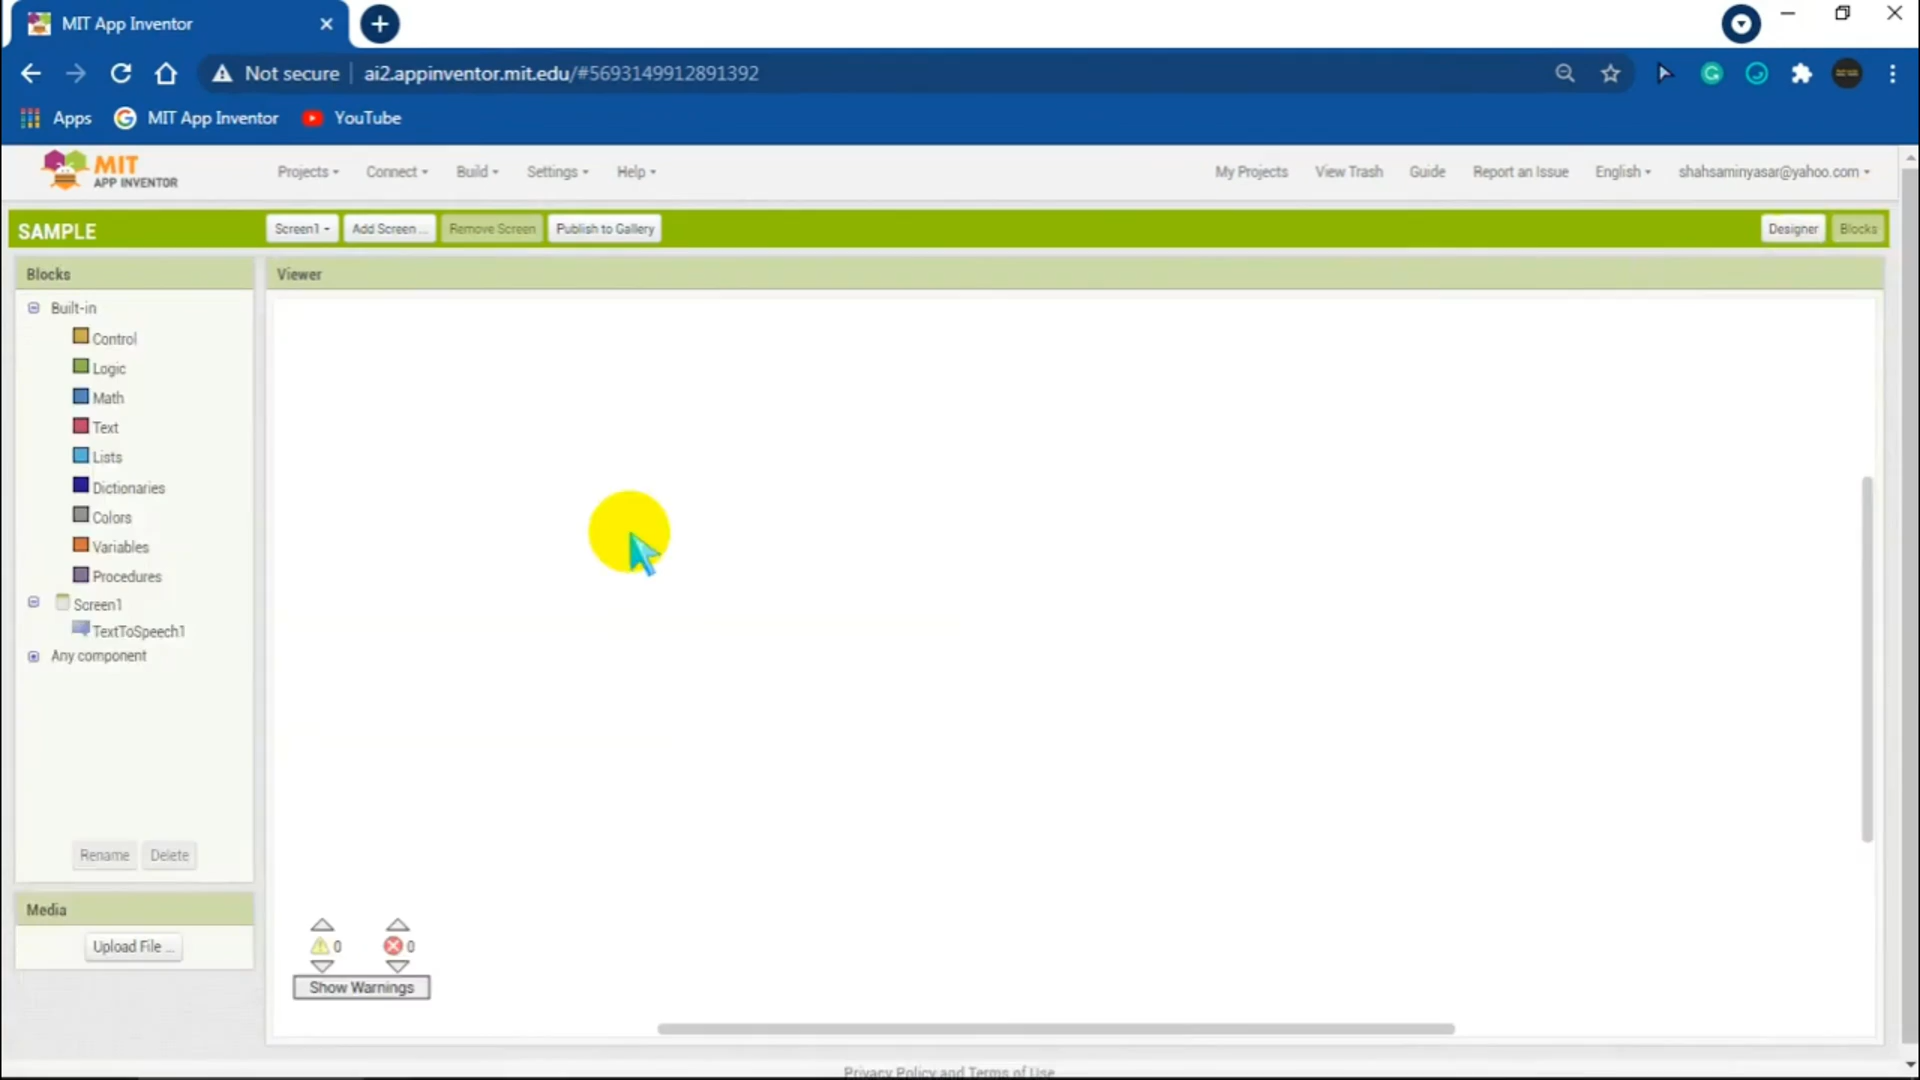 MIT App Inventor
Not secure ai2.appinventor.mit.edu/#5693149912891392
Apps MIT App Inventor YouTube
MIT
APP INVENTOR
Projects Connect Build Settings Help My Projects View Trash Guide Report an Issue English shahsaminyasar@yahoo.com
SAMPLE Screen1 Add Screen ... Remove Screen Publish to Gallery Designer Blocks
Blocks
Viewer
Built-in
Control
Logic
Math
Text
Lists
Dictionaries
Colors
Variables
Procedures
Screen1
TextToSpeech1
Any component
Rename Delete
Media
Upload File ...
0 0
Show Warnings
Privacy Policy and Terms of Use